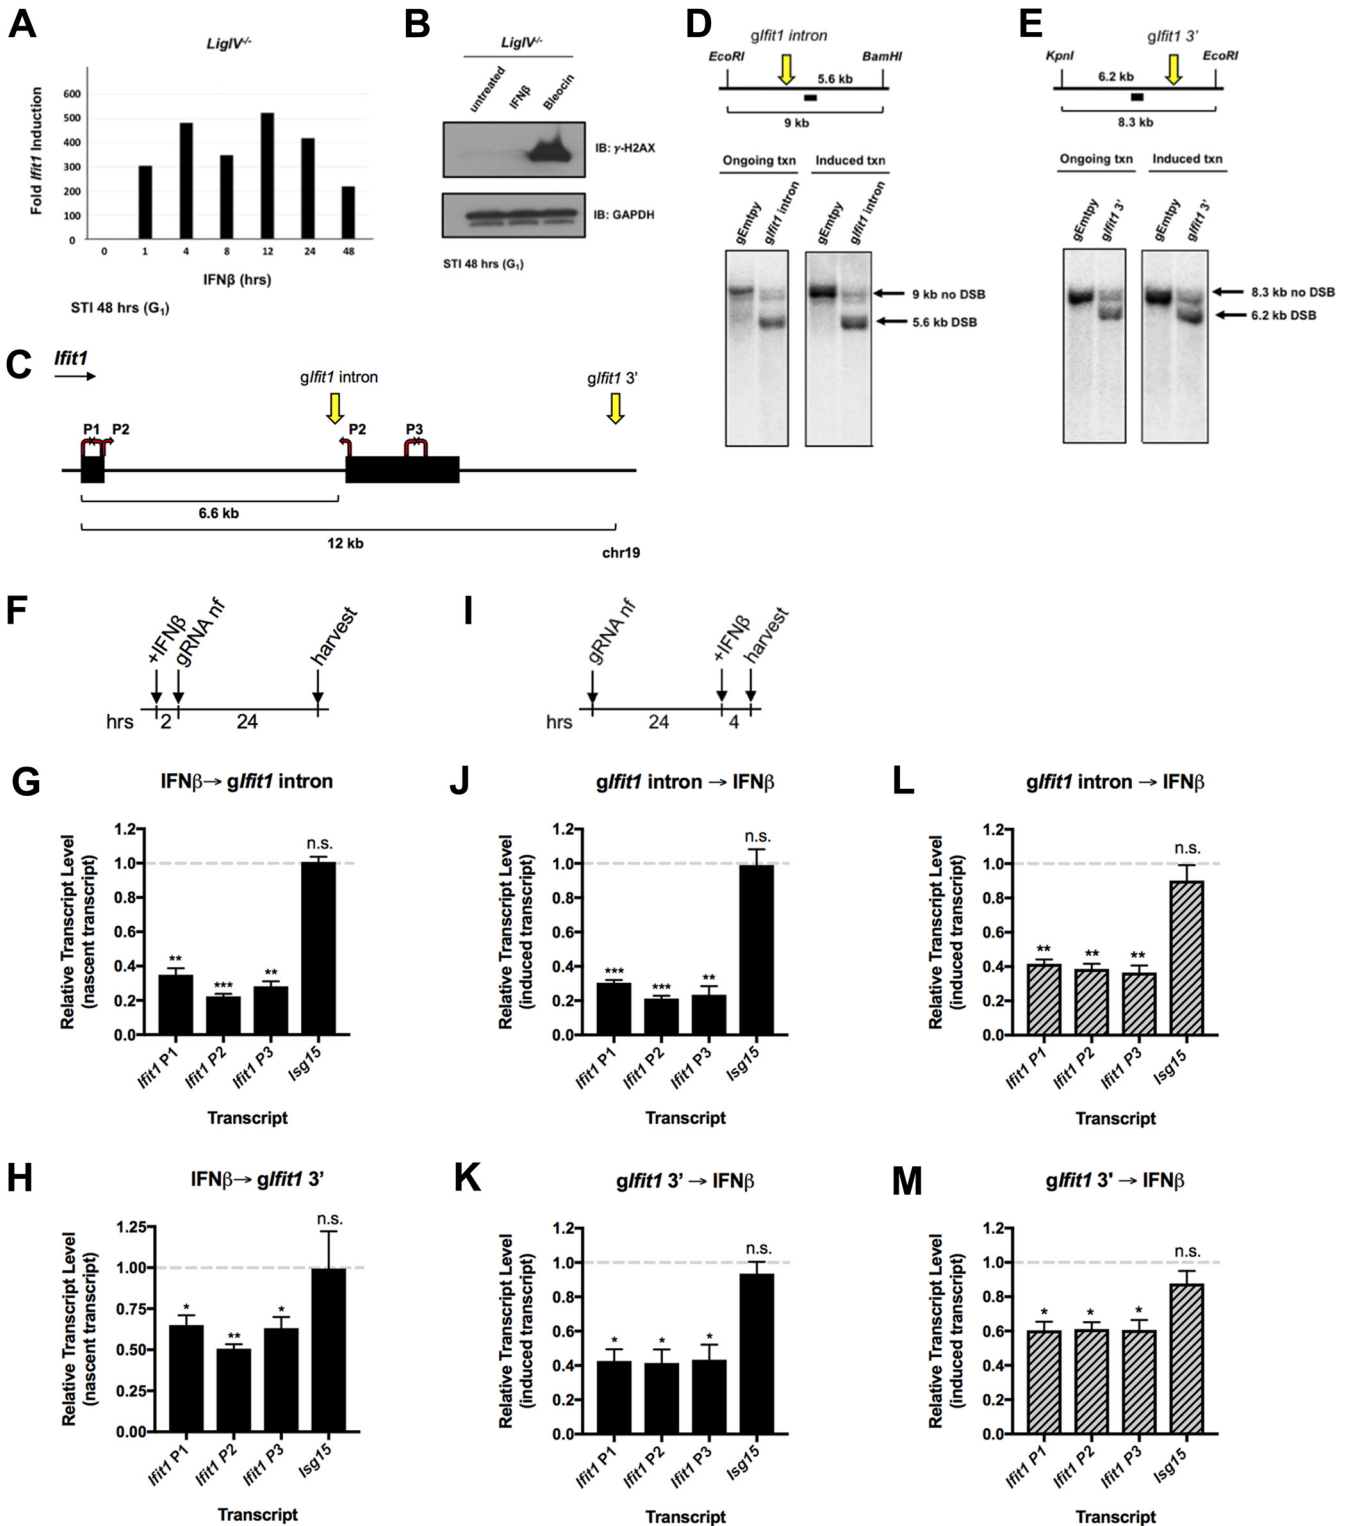 A
LigIV-/-
Fold Ifit1 Induction
600
500
400
300
200
100
0
0 1 4 8 12 24 48
IFNβ (hrs)
STI 48 hrs (G1)
B
LigIV-/-
untreated
IFNβ
Bleocin
IB: γ-H2AX
IB: GAPDH
STI 48 hrs (G1)
C
Ifit1
gIfit1 intron
gIfit1 3'
P1
P2
P2
P3
6.6 kb
12 kb
chr19
D
gIfit1 intron
EcoRI
BamHI
5.6 kb
9 kb
Ongoing txn
Induced txn
gEmtpy
gIfit1 intron
gEmtpy
gIfit1 intron
9 kb no DSB
5.6 kb DSB
E
gIfit1 3'
KpnI
EcoRI
6.2 kb
8.3 kb
Ongoing txn
Induced txn
gEmtpy
gIfit1 3'
gEmtpy
gIfit1 3'
8.3 kb no DSB
6.2 kb DSB
F
+IFNβ
gRNA nf
harvest
hrs
2
24
I
gRNA nf
+IFNβ
harvest
hrs
24
4
G
IFNβ→ gIfit1 intron
Relative Transcript Level
(nascent transcript)
1.2
1.0
0.8
0.6
0.4
0.2
0.0
**
***
**
n.s.
Ifit1 P1
Ifit1 P2
Ifit1 P3
Isg15
Transcript
J
gIfit1 intron → IFNβ
Relative Transcript Level
(induced transcript)
1.2
1.0
0.8
0.6
0.4
0.2
0.0
***
***
**
n.s.
Ifit1 P1
Ifit1 P2
Ifit1 P3
Isg15
Transcript
L
gIfit1 intron → IFNβ
Relative Transcript Level
(induced transcript)
1.2
1.0
0.8
0.6
0.4
0.2
0.0
**
**
**
n.s.
Ifit1 P1
Ifit1 P2
Ifit1 P3
Isg15
Transcript
H
IFNβ→ gIfit1 3'
Relative Transcript Level
(nascent transcript)
1.25
1.00
0.75
0.50
0.25
0.00
*
**
*
n.s.
Ifit1 P1
Ifit1 P2
Ifit1 P3
Isg15
Transcript
K
gIfit1 3' → IFNβ
Relative Transcript Level
(induced transcript)
1.2
1.0
0.8
0.6
0.4
0.2
0.0
*
*
*
n.s.
Ifit1 P1
Ifit1 P2
Ifit1 P3
Isg15
Transcript
M
gIfit1 3' → IFNβ
Relative Transcript Level
(induced transcript)
1.2
1.0
0.8
0.6
0.4
0.2
0.0
*
*
*
n.s.
Ifit1 P1
Ifit1 P2
Ifit1 P3
Isg15
Transcript